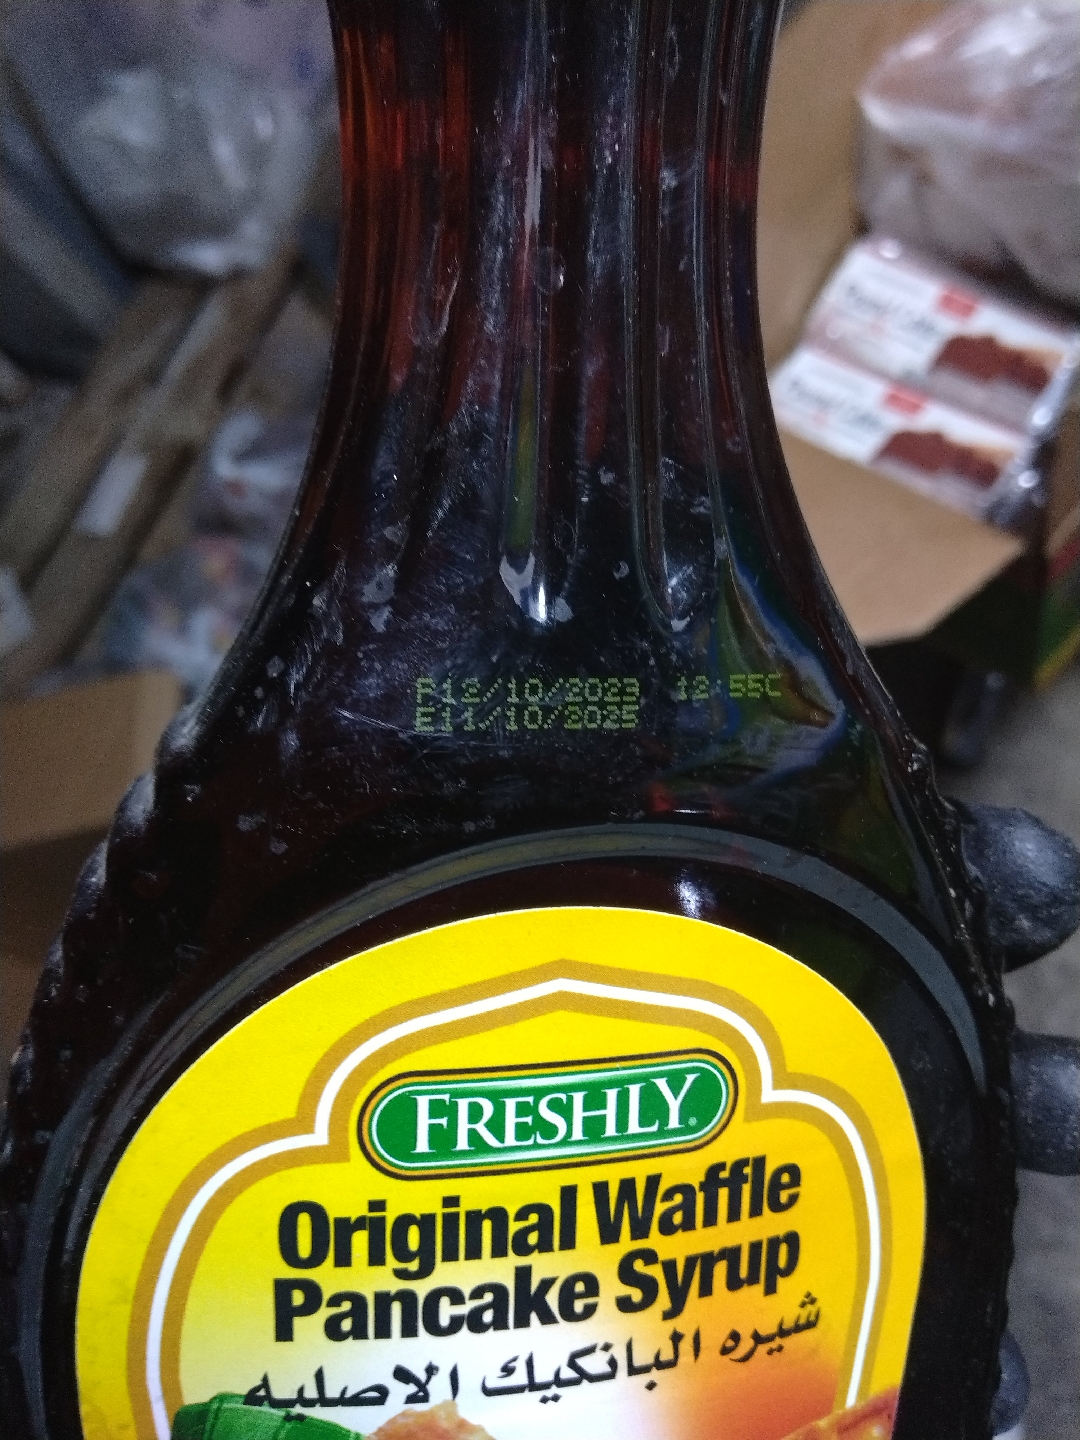 P12/10/2023 12:55C
E11/10/2025
FRESHLY®
Original Waffle
Pancake Syrup
شيره البانكيك الاصليه